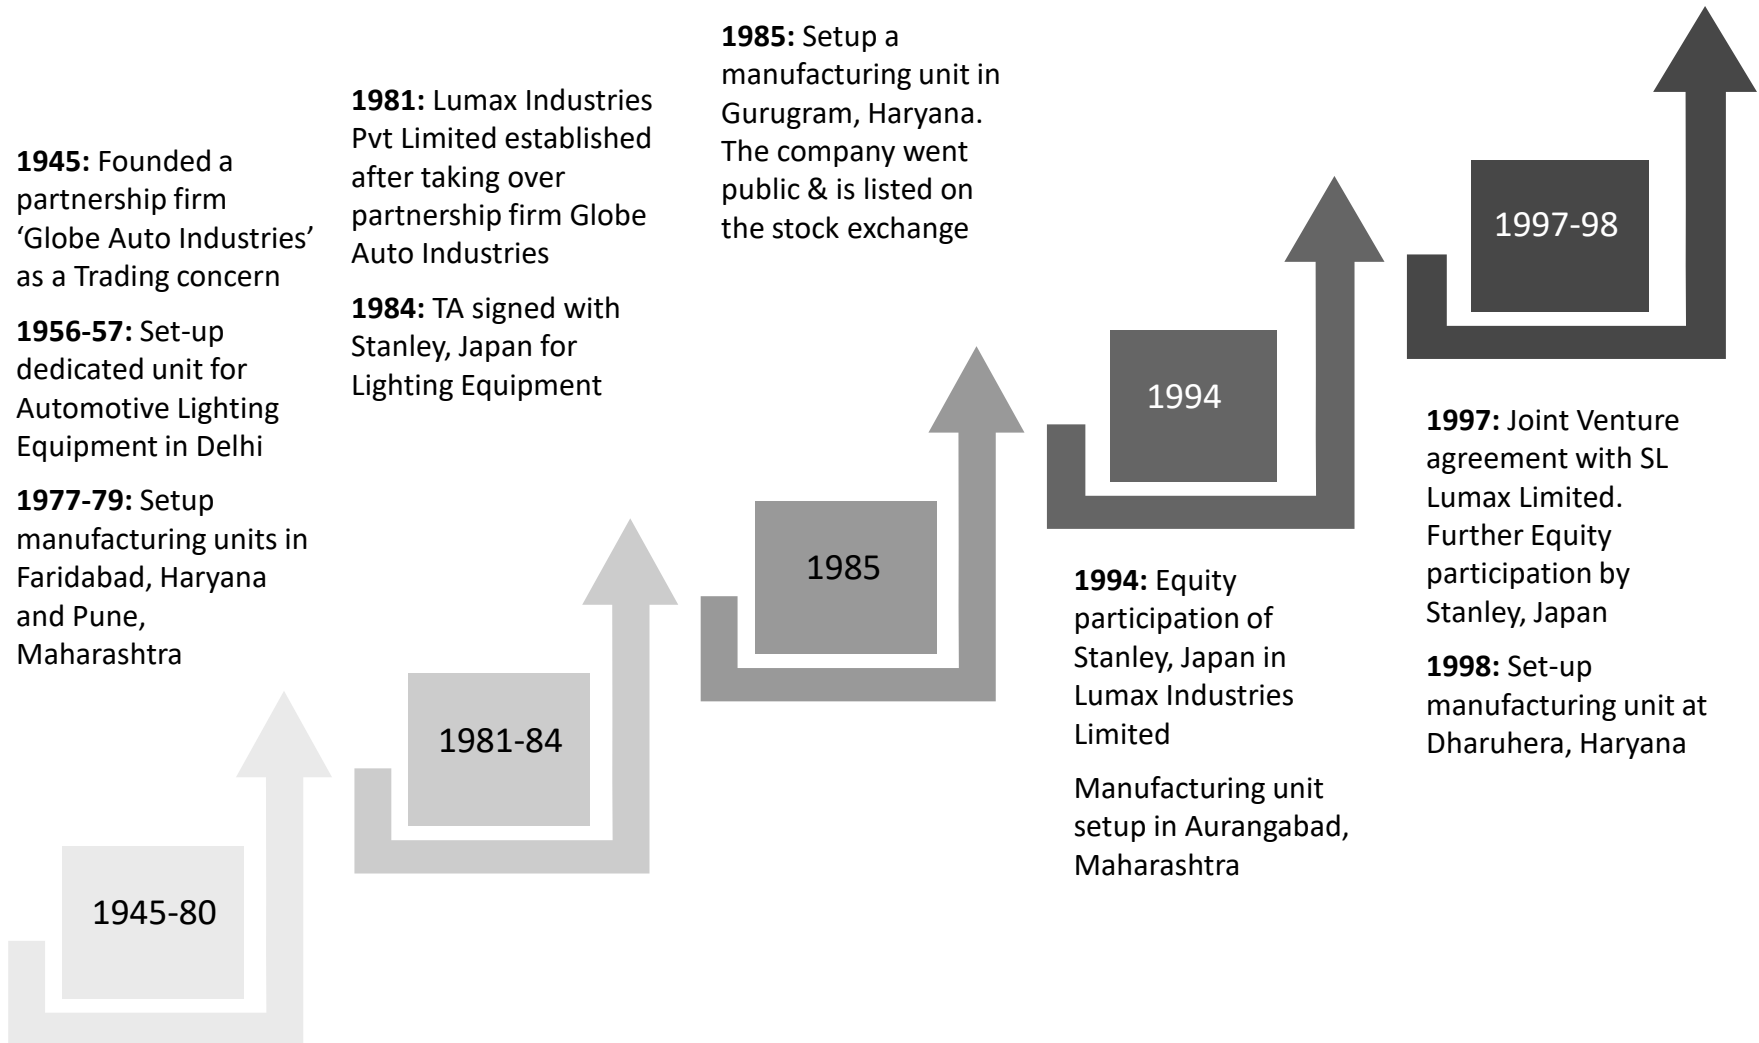 1945: Founded a
partnership firm
‘Globe Auto Industries’
as a Trading concern
1956-57: Set-up
dedicated unit for
Automotive Lighting
Equipment in Delhi
1977-79: Setup
manufacturing units in
Faridabad, Haryana
and Pune,
Maharashtra
1945-80
1981: Lumax Industries
Pvt Limited established
after taking over
partnership firm Globe
Auto Industries
1984: TA signed with
Stanley, Japan for
Lighting Equipment
1981-84
1985: Setup a
manufacturing unit in
Gurugram, Haryana.
The company went
public & is listed on
the stock exchange
1985
1994
1994: Equity
participation of
Stanley, Japan in
Lumax Industries
Limited
Manufacturing unit
setup in Aurangabad,
Maharashtra
1997-98
1997: Joint Venture
agreement with SL
Lumax Limited.
Further Equity
participation by
Stanley, Japan
1998: Set-up
manufacturing unit at
Dharuhera, Haryana